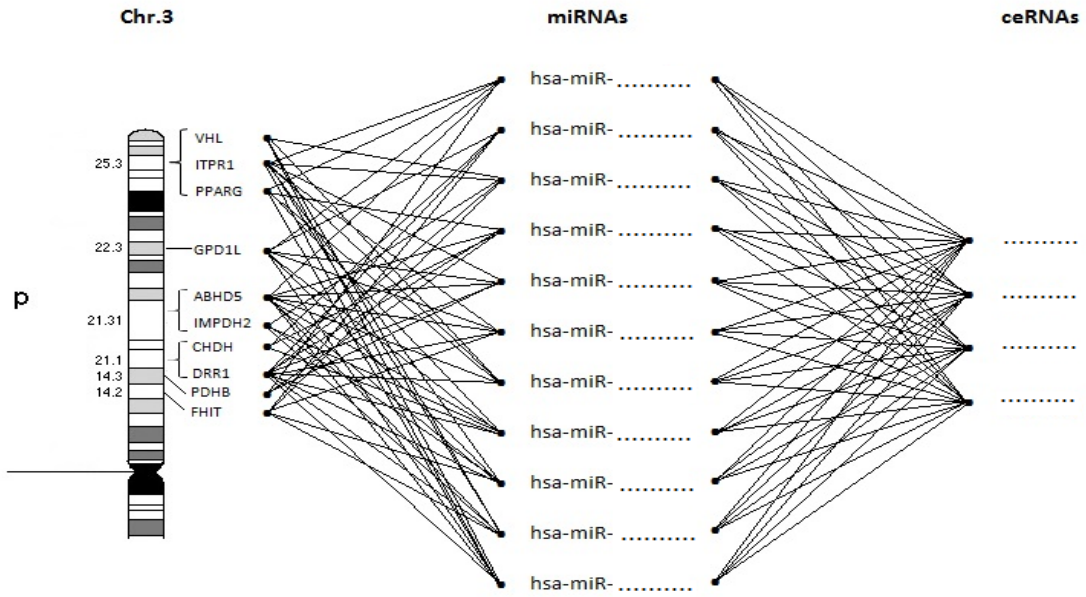 Chr.3 miRNAs ceRNAs
hsa-miR- ..........
VHL hsa-miR- ..........
25.3 ITPR1
PPARG hsa-miR- ..........
22.3 GPD1L hsa-miR- ..........
..........
p ABHD5 hsa-miR- ..........
..........
21.31 IMPDH2 hsa-miR- ..........
CHDH ..........
21.1
14.3 DRR1 hsa-miR- ..........
14.2 PDHB ..........
FHIT
hsa-miR- ..........
hsa-miR- ..........
hsa-miR- ..........
hsa-miR- ..........